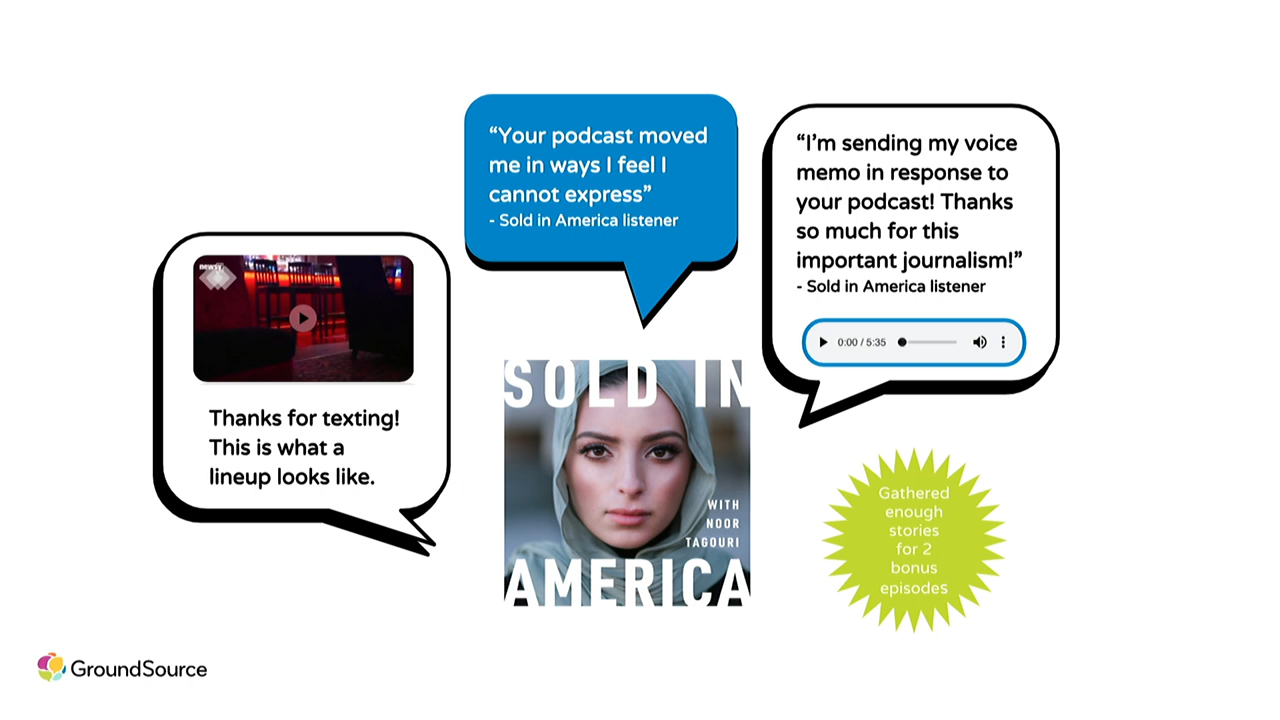 newsy
Thanks for texting!
This is what a
lineup looks like.
“Your podcast moved
me in ways I feel I
cannot express”
- Sold in America listener
“I’m sending my voice
memo in response to
your podcast! Thanks
so much for this
important journalism!”
- Sold in America listener
0:00 / 5:35
SOLD IN
WITH
NOOR
TAGOURI
AMERICA
Gathered
enough
stories
for 2
bonus
episodes
GroundSource